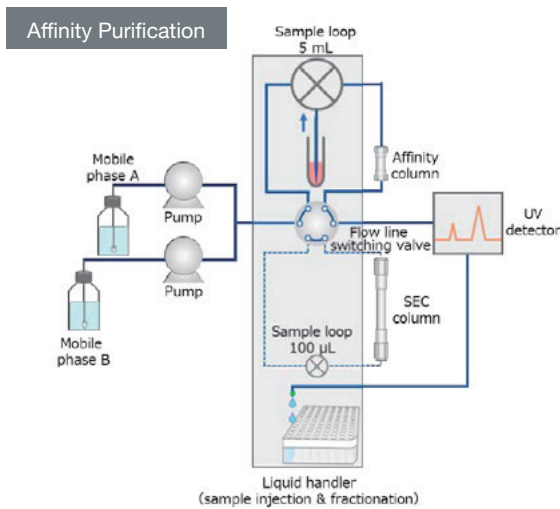 Affinity Purification
Sample loop
5 mL
Mobile
phase A
Pump
Affinity
column
Flow line
switching valve
UV
detector
Pump
Mobile
phase B
SEC
column
Sample loop
100 μL
Liquid handler
(sample injection & fractionation)